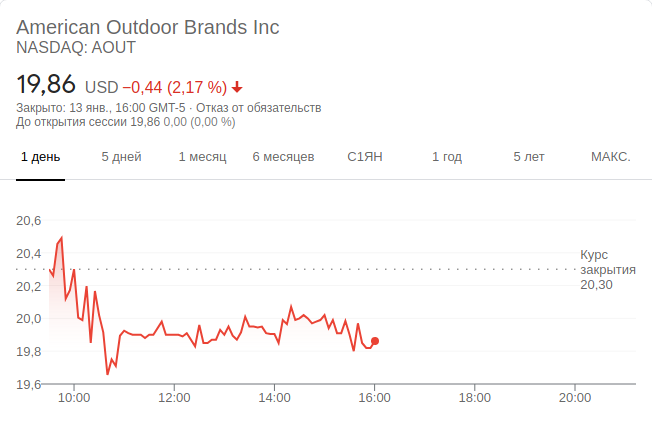 American Outdoor Brands Inc
NASDAQ: AOUT
19,86 USD −0,44 (2,17 %)
Закрыто: 13 янв., 16:00 GMT-5 · Отказ от обязательств
До открытия сессии 19,86 0,00 (0,00 %)
1 день 5 дней 1 месяц 6 месяцев С1ЯН 1 год 5 лет МАКС.
20,6
20,4
20,2
20,0
19,8
19,6
Курс
закрытия
20,30
10:00 12:00 14:00 16:00 18:00 20:00